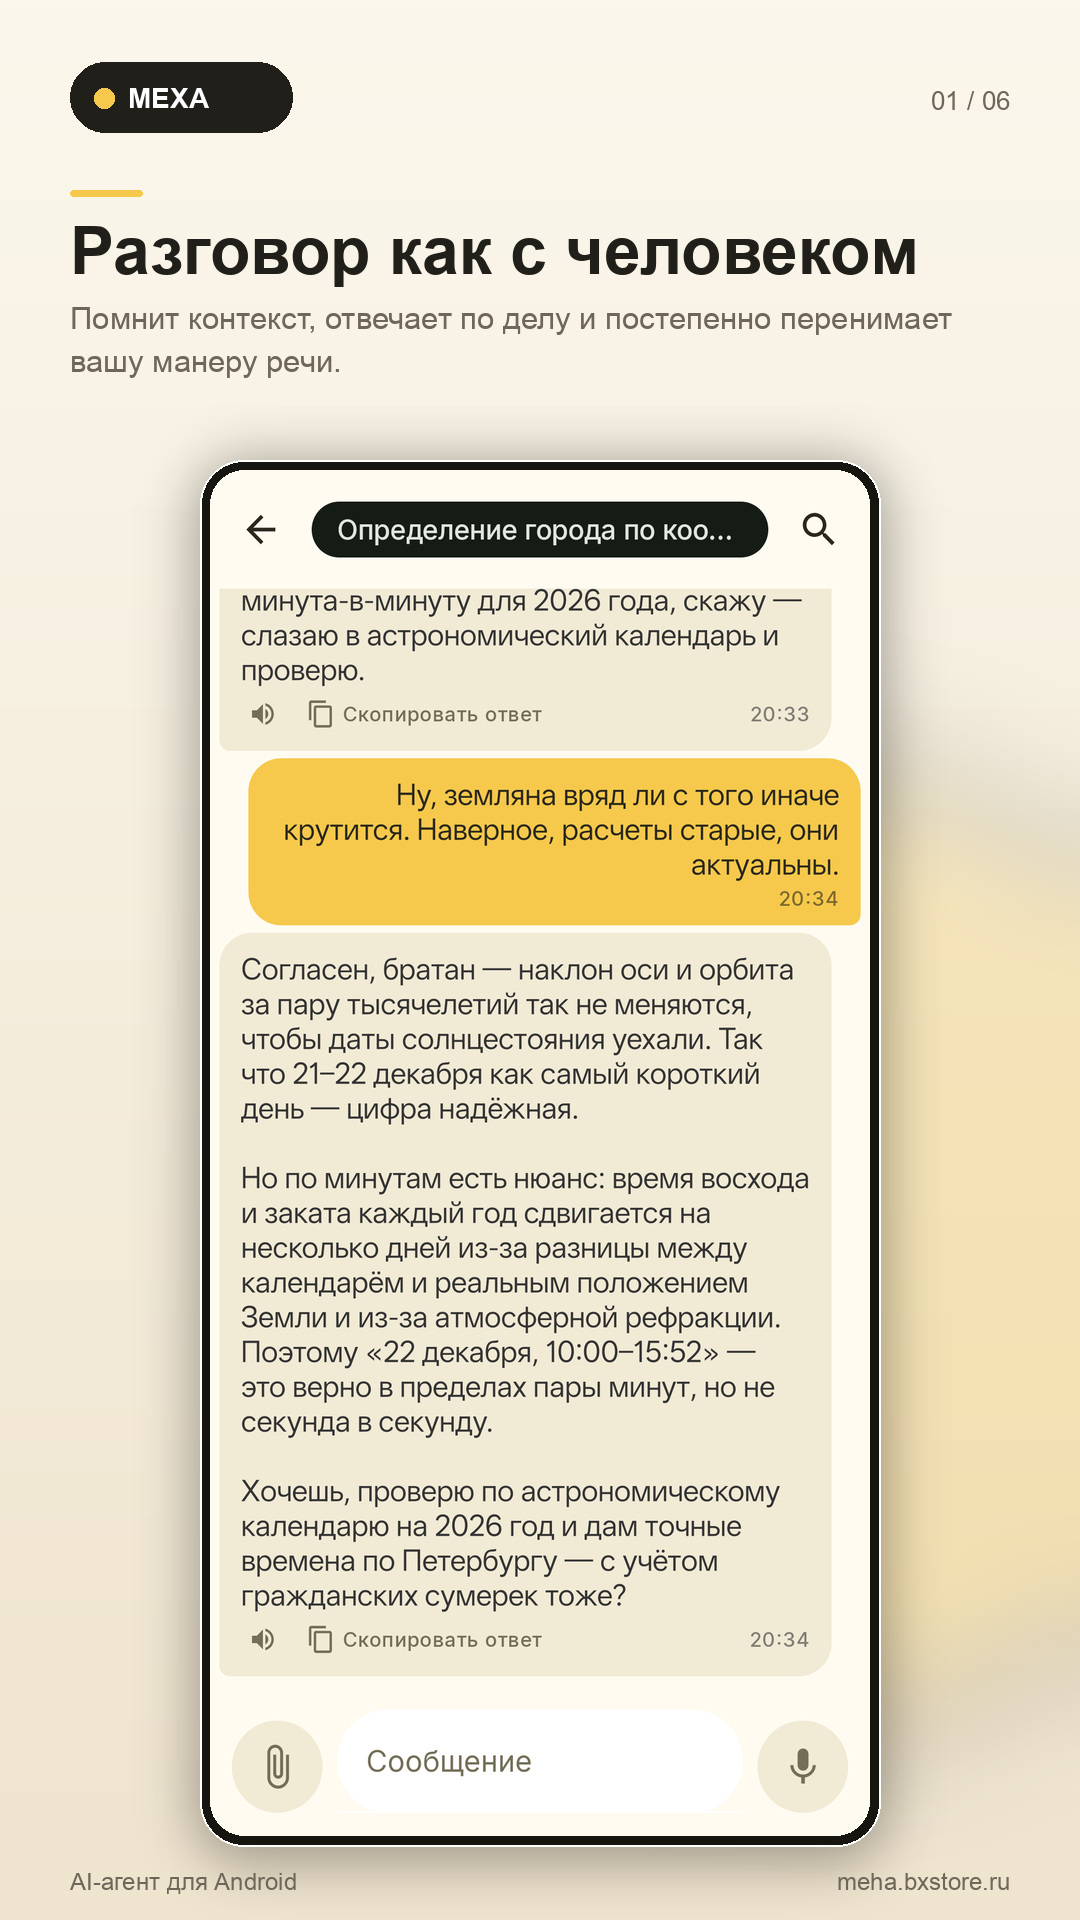 МЕХА
01 / 06
Разговор как с человеком
Помнит контекст, отвечает по делу и постепенно перенимает
вашу манеру речи.
Определение города по коо...
минута-в-минуту для 2026 года, скажу —
слазаю в астрономический календарь и
проверю.
Скопировать ответ
20:33
Ну, земляна вряд ли с того иначе
крутится. Наверное, расчеты старые, они
актуальны.
20:34
Согласен, братан — наклон оси и орбита
за пару тысячелетий так не меняются,
чтобы даты солнцестояния уехали. Так
что 21–22 декабря как самый короткий
день — цифра надёжная.
Но по минутам есть нюанс: время восхода
и заката каждый год сдвигается на
несколько дней из-за разницы между
календарём и реальным положением
Земли и из-за атмосферной рефракции.
Поэтому «22 декабря, 10:00–15:52» —
это верно в пределах пары минут, но не
секунда в секунду.
Хочешь, проверю по астрономическому
календарю на 2026 год и дам точные
времена по Петербургу — с учётом
гражданских сумерек тоже?
Скопировать ответ
20:34
Сообщение
AI-агент для Android
meha.bxstore.ru